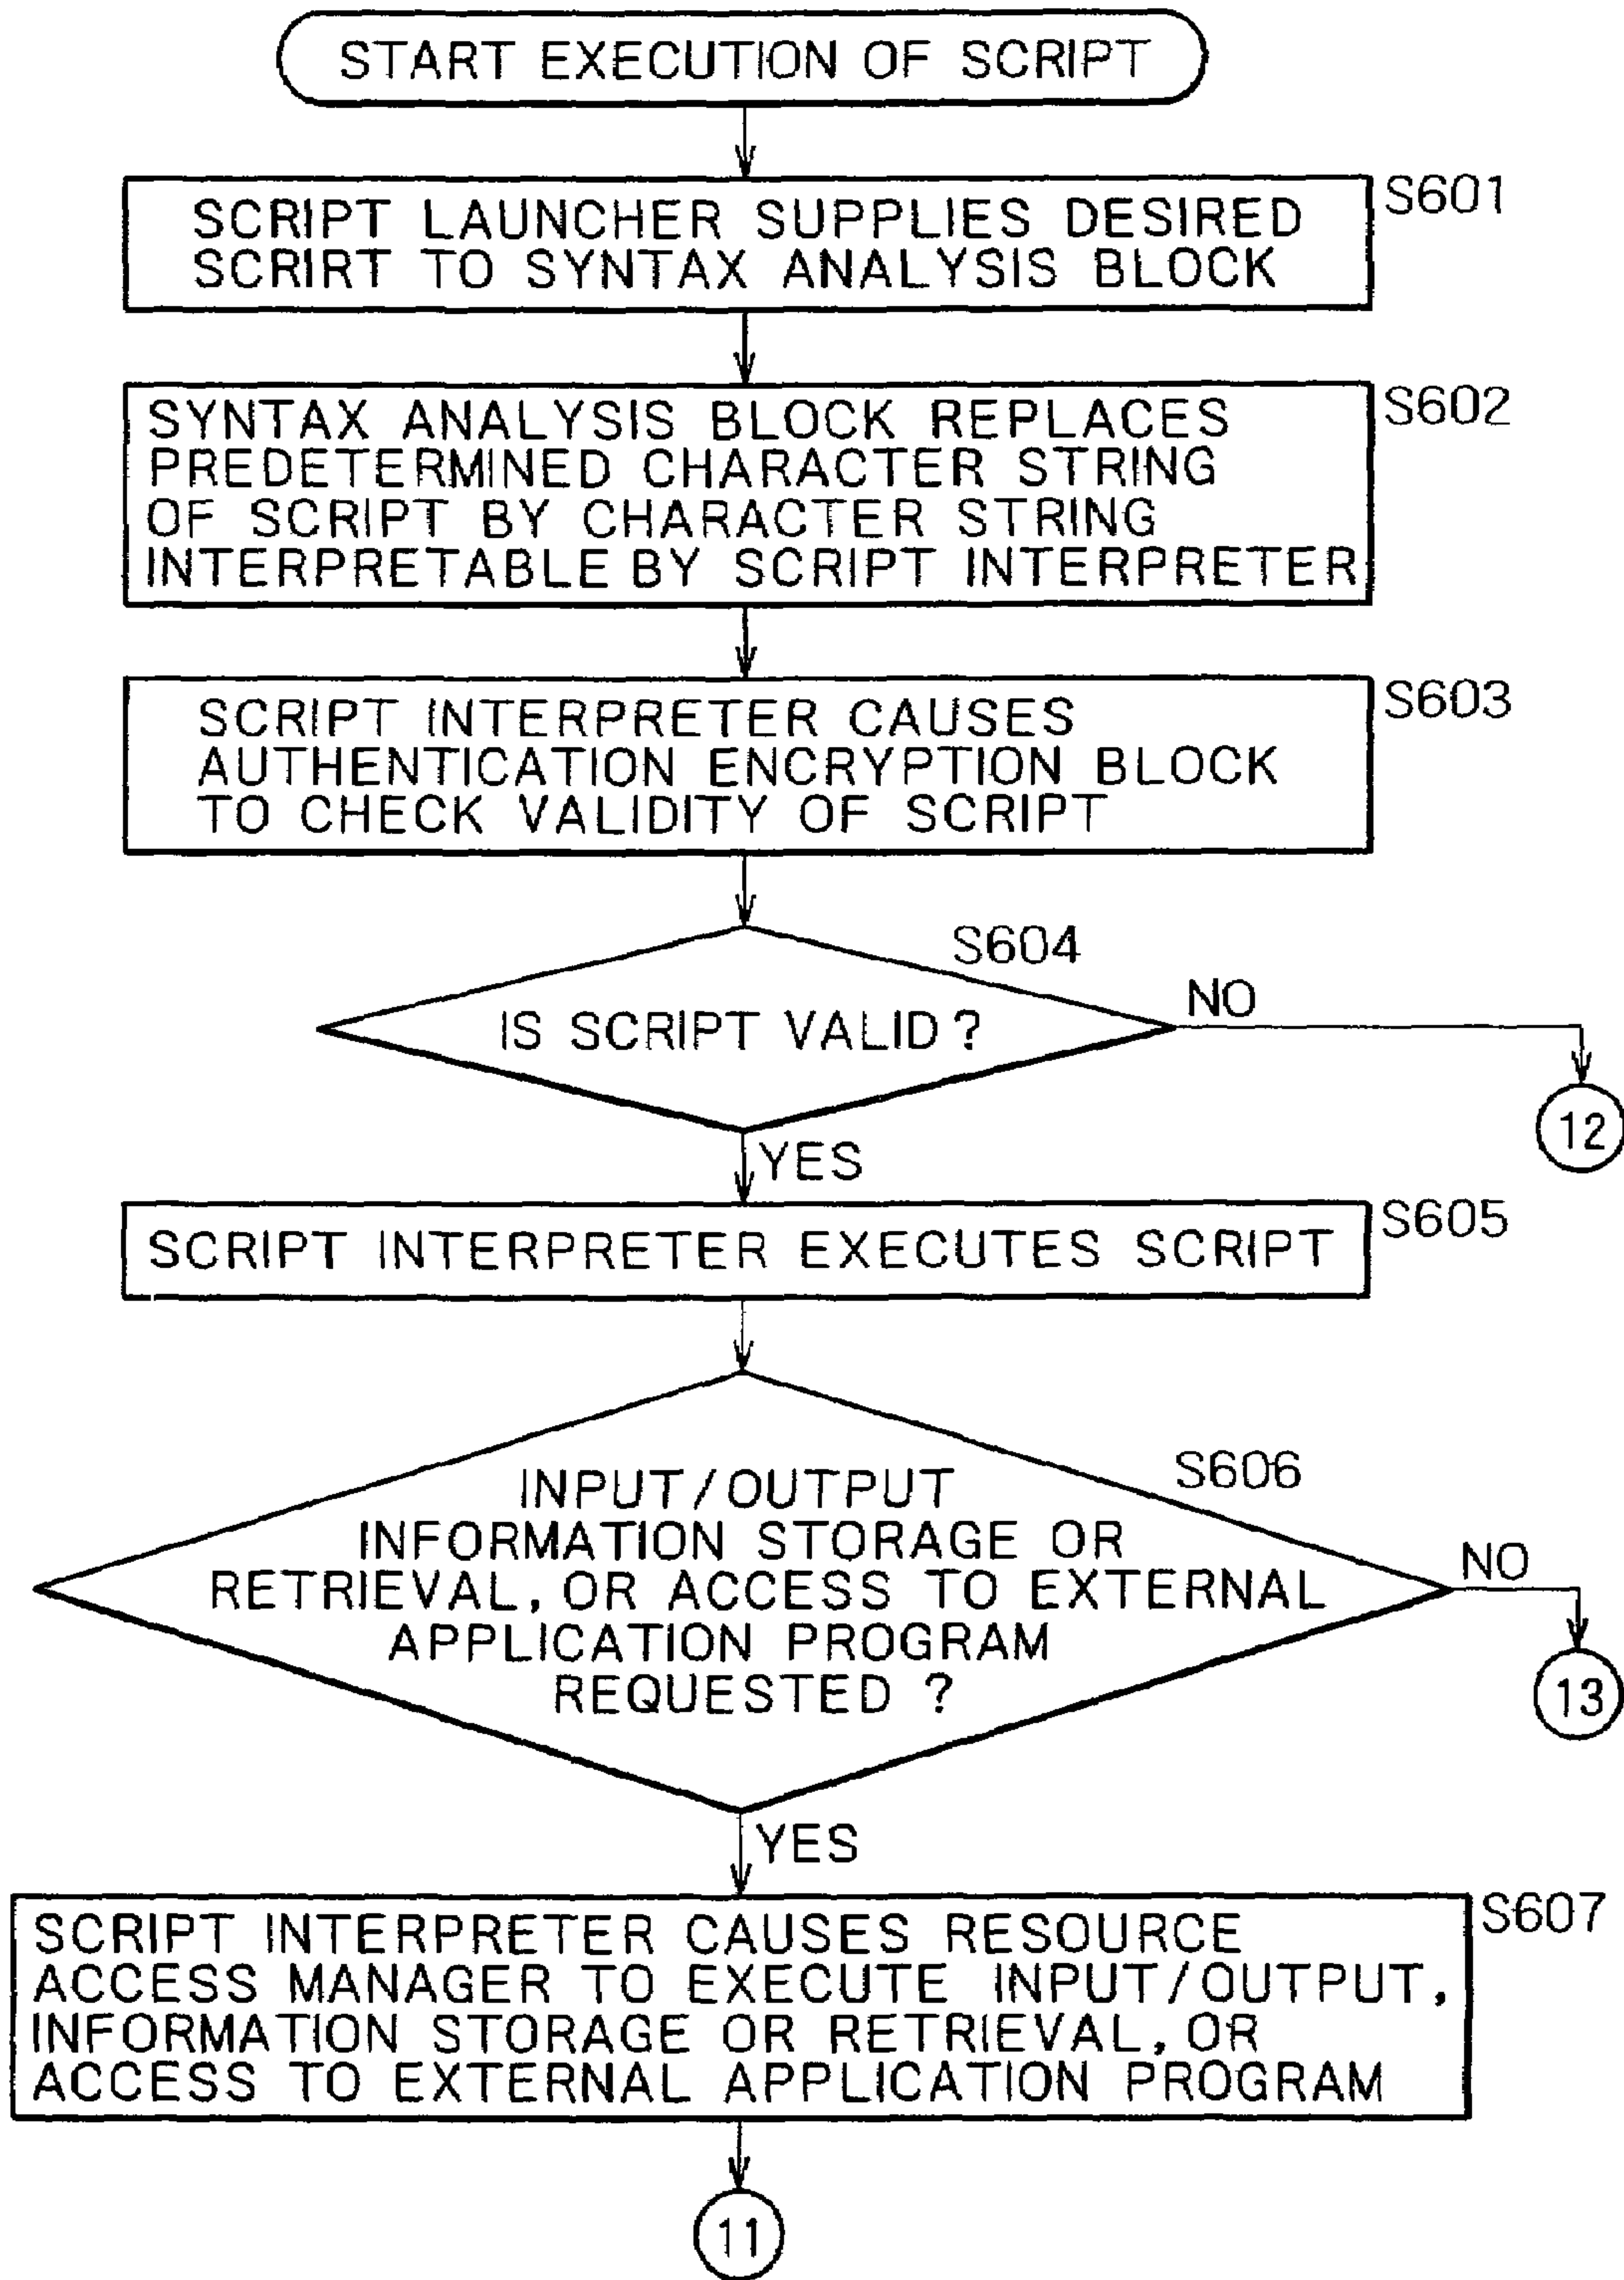 START EXECUTION OF SCRIPT
S601
SCRIPT LAUNCHER SUPPLIES DESIRED
SCRIRT TO SYNTAX ANALYSIS BLOCK
S602
SYNTAX ANALYSIS BLOCK REPLACES
PREDETERMINED CHARACTER STRING
OF SCRIPT BY CHARACTER STRING
INTERPRETABLE BY SCRIPT INTERPRETER
S603
SCRIPT INTERPRETER CAUSES
AUTHENTICATION ENCRYPTION BLOCK
TO CHECK VALIDITY OF SCRIPT
S604
IS SCRIPT VALID ?
NO
12
YES
S605
SCRIPT INTERPRETER EXECUTES SCRIPT
S606
INPUT/OUTPUT
INFORMATION STORAGE OR
RETRIEVAL, OR ACCESS TO EXTERNAL
APPLICATION PROGRAM
REQUESTED ?
NO
13
YES
S607
SCRIPT INTERPRETER CAUSES RESOURCE
ACCESS MANAGER TO EXECUTE INPUT/OUTPUT,
INFORMATION STORAGE OR RETRIEVAL, OR
ACCESS TO EXTERNAL APPLICATION PROGRAM
11